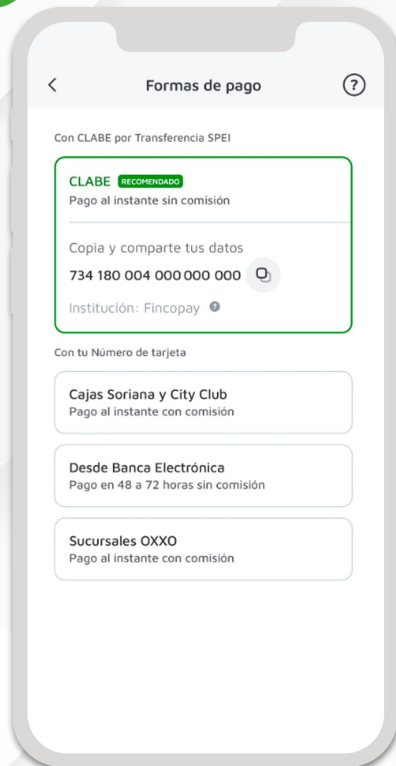 Formas de pago
Con CLABE por Transferencia SPEI
CLABE RECOMENDADO
Pago al instante sin comisión
Copia y comparte tus datos
734 180 004 000 000 000
Institución: Fincopay
Con tu Número de tarjeta
Cajas Soriana y City Club
Pago al instante con comisión
Desde Banca Electrónica
Pago en 48 a 72 horas sin comisión
Sucursales OXXO
Pago al instante con comisión